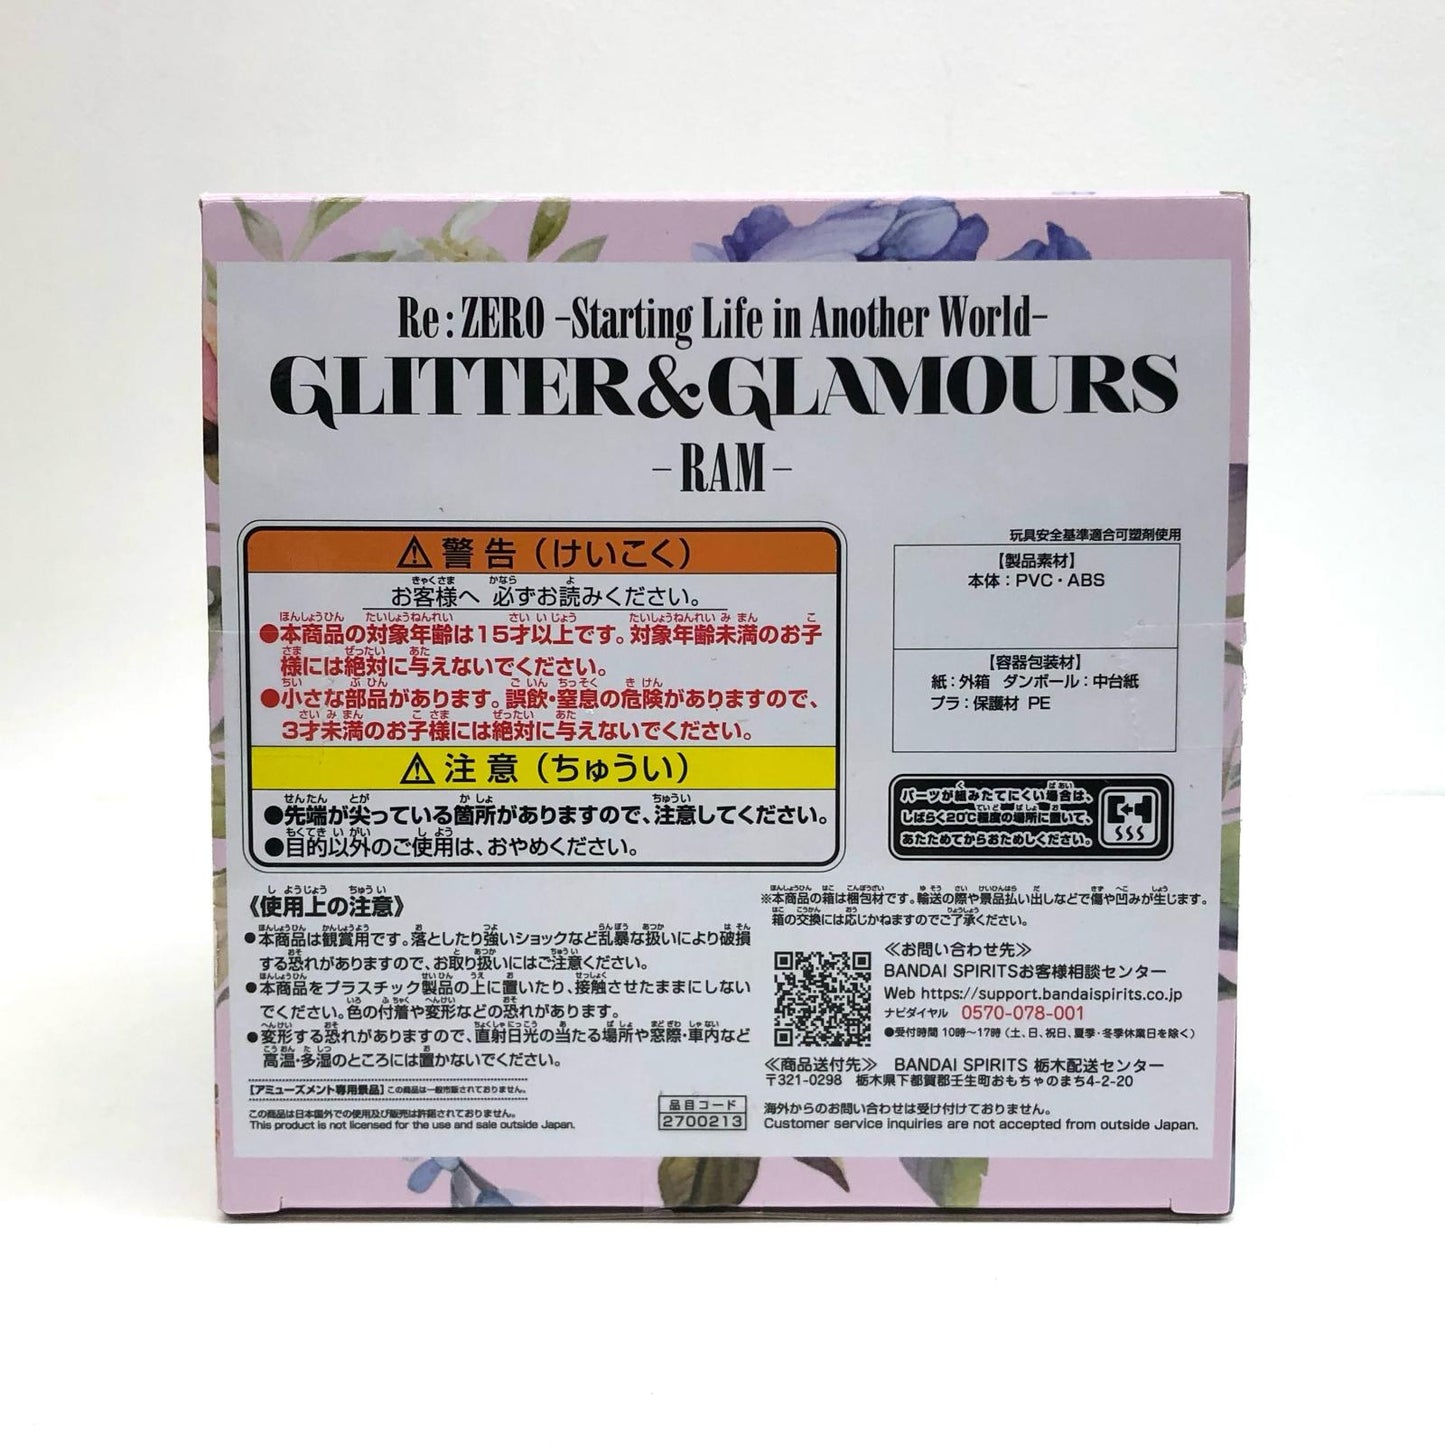 Re:ZERO -Starting Life in Another World-
GLITTER&GLAMOURS
-RAM-
警告（けいこく）
お客様へ 必ずお読みください。
●本商品の対象年齢は15才以上です。対象年齢未満のお子
様には絶対に与えないでください。
●小さな部品があります。誤飲・窒息の危険がありますので、
3才未満のお子様には絶対に与えないでください。
注意（ちゅうい）
●先端が尖っている箇所がありますので、注意してください。
●目的以外のご使用は、おやめください。
玩具安全基準適合可塑剤使用
【製品素材】
本体：PVC・ABS
【容器包装材】
紙：外箱 ダンボール：中台紙
プラ：保護材 PE
パーツが組みたてにくい場合は、
しばらく20℃程度の場所に置いて、
あたためてからおためしください。
《使用上の注意》
●本商品は観賞用です。落としたり強いショックなど乱暴な扱いにより破損
する恐れがありますので、お取り扱いにはご注意ください。
●本商品をプラスチック製品の上に置いたり、接触させたままにしない
でください。色の付着や変形などの恐れがあります。
●変形する恐れがありますので、直射日光の当たる場所や窓際・車内など
高温・多湿のところには置かないでください。
【アミューズメント専用景品】この商品は一般市販されておりません。
この商品は日本国外での使用及び販売は許諾されておりません。
This product is not licensed for the use and sale outside Japan.
品目コード
2700213
※本商品の箱は梱包材です。輸送の際や景品払い出しなどで傷や凹みが生じます。
箱の交換には応じかねますのでご了承ください。
≪お問い合わせ先≫
BANDAI SPIRITSお客様相談センター
Web https://support.bandaispirits.co.jp
ナビダイヤル 0570-078-001
●受付時間 10時～17時（土、日、祝日、夏季・冬季休業日を除く）
≪商品送付先≫ BANDAI SPIRITS 栃木配送センター
〒321-0298 栃木県下都賀郡壬生町おもちゃのまち4-2-20
海外からのお問い合わせは受け付けておりません。
Customer service inquiries are not accepted from outside Japan.